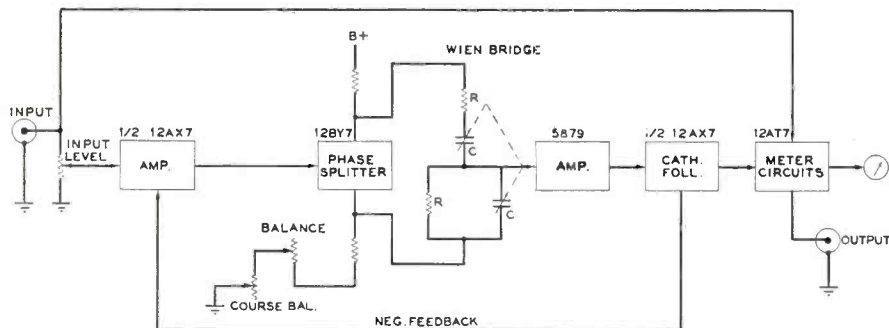 B+
WIEN BRIDGE
INPUT
R
1/2 12AX7
12BY7
5879
1/2 12AX7
12AT7
INPUT
LEVEL
AMP.
PHASE
SPLITTER
C
AMP.
CATH.
FOLL.
METER
CIRCUITS
R
C
BALANCE
OUTPUT
COURSE BAL.
NEG. FEEDBACK